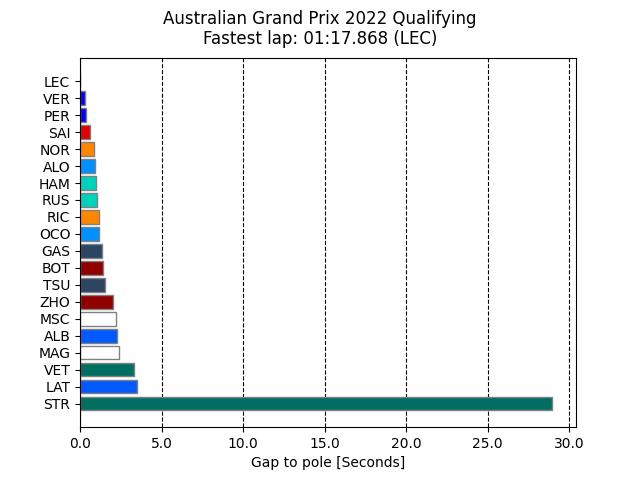 Australian Grand Prix 2022 Qualifying
Fastest lap: 01:17.868 (LEC)
LEC
VER
PER
SAI
NOR
ALO
HAM
RUS
RIC
OCO
GAS
BOT
TSU
ZHO
MSC
ALB
MAG
VET
LAT
STR
0.0 5.0 10.0 15.0 20.0 25.0 30.0
Gap to pole [Seconds]